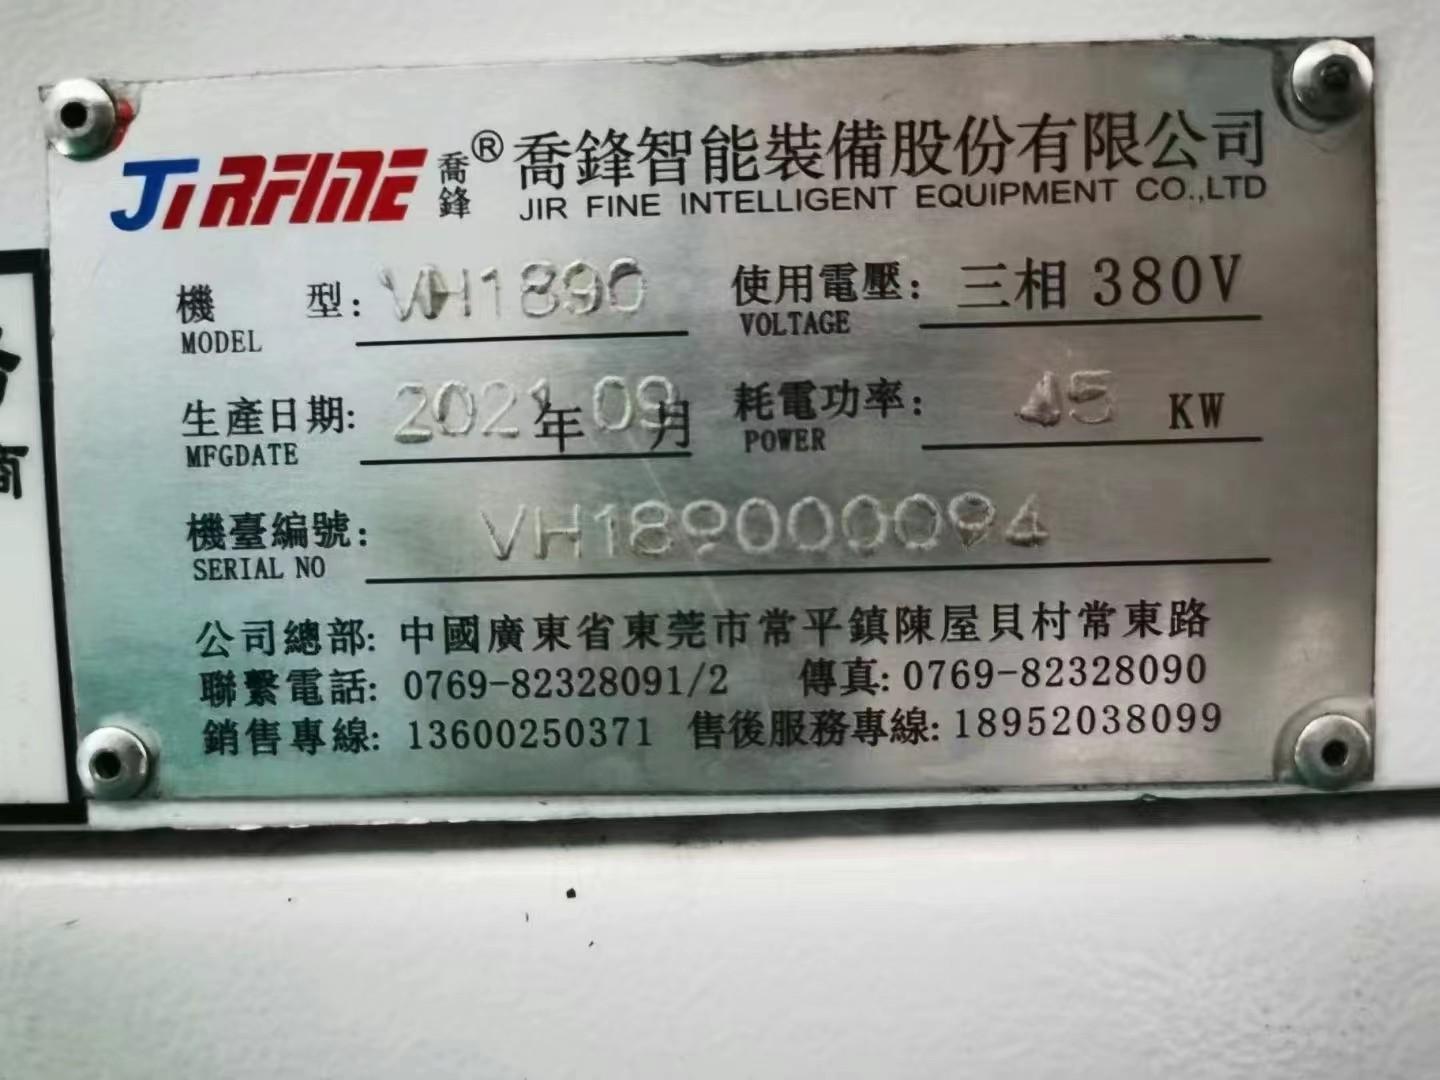 JIRFINE 喬鋒® 喬鋒智能裝備股份有限公司
JIR FINE INTELLIGENT EQUIPMENT CO.,LTD
機 型: VH1890 使用電壓: 三相 380V
MODEL VOLTAGE
生產日期: 2021年09月 耗電功率: 45 KW
MFGDATE POWER
機臺編號: VH189000094
SERIAL NO
公司總部: 中國廣東省東莞市常平鎮陳屋貝村常東路
聯繫電話: 0769-82328091/2 傳真: 0769-82328090
銷售專線: 13600250371 售後服務專線: 18952038099
商